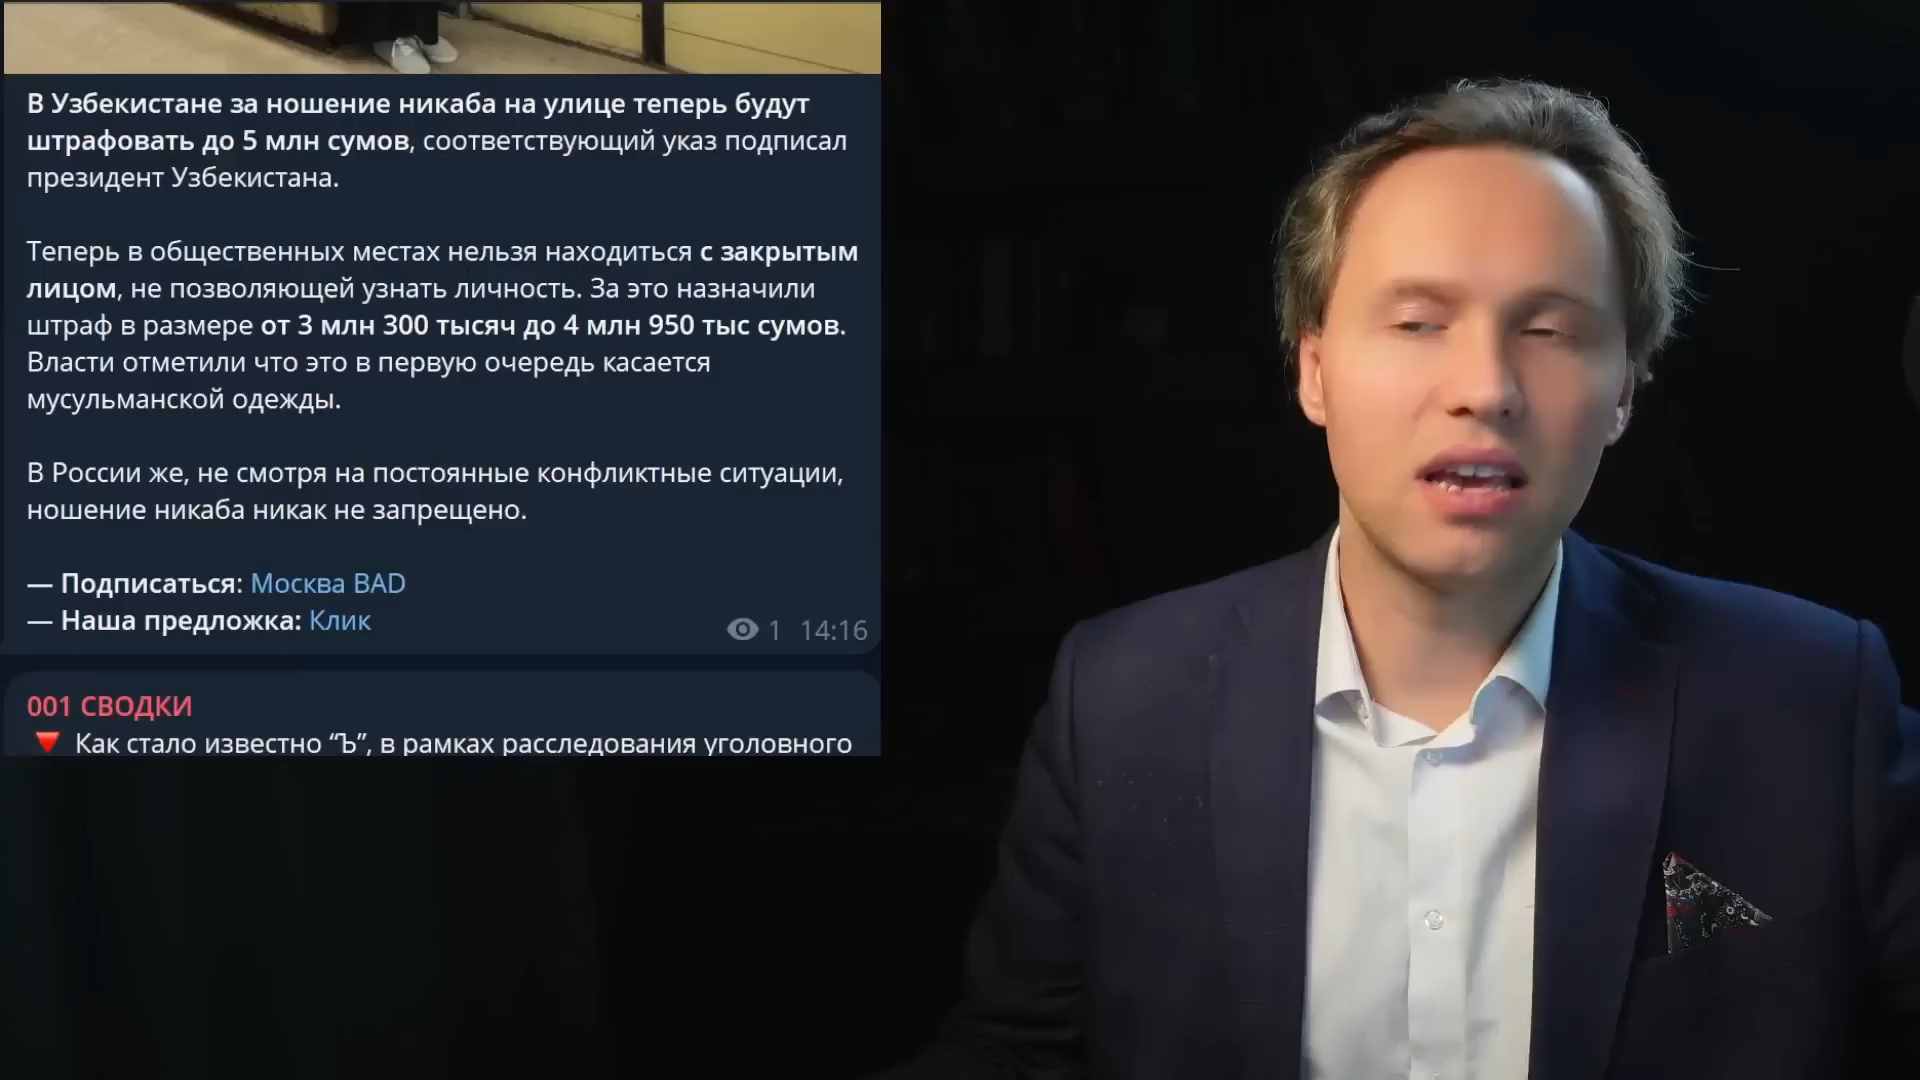 В Узбекистане за ношение никаба на улице теперь будут
штрафовать до 5 млн сумов, соответствующий указ подписал
президент Узбекистана.
Теперь в общественных местах нельзя находиться с закрытым
лицом, не позволяющей узнать личность. За это назначили
штраф в размере от 3 млн 300 тысяч до 4 млн 950 тыс сумов.
Власти отметили что это в первую очередь касается
мусульманской одежды.
В России же, не смотря на постоянные конфликтные ситуации,
ношение никаба никак не запрещено.
— Подписаться: Москва BAD
— Наша предложка: Клик
1 14:16
001 СВОДКИ
Как стало известно “Ъ”, в рамках расследования уголовного